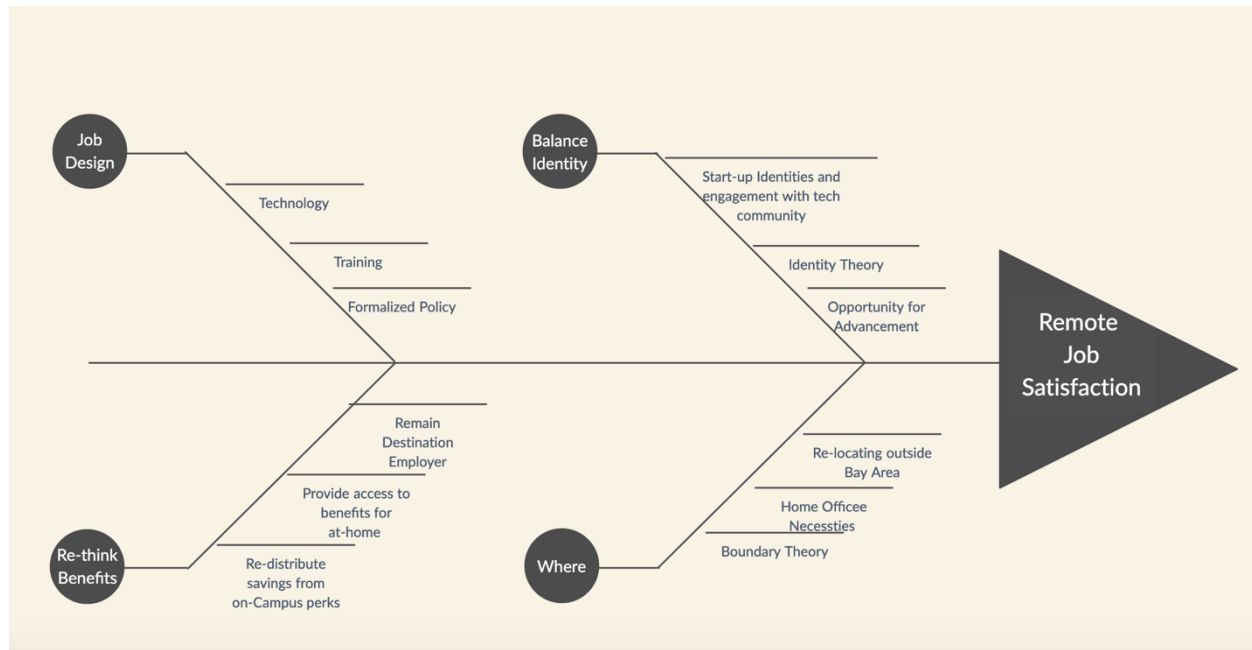 Job
Design
Technology
Training
Formalized Policy
Balance
Identity
Start-up Identities and
engagement with tech
community
Identity Theory
Opportunity for
Advancement
Remote
Job
Satisfaction
Re-think
Benefits
Remain
Destination
Employer
Provide access to
benefits for
at-home
Re-distribute
savings from
on-Campus perks
Where
Re-locating outside
Bay Area
Home Officee
Necessties
Boundary Theory